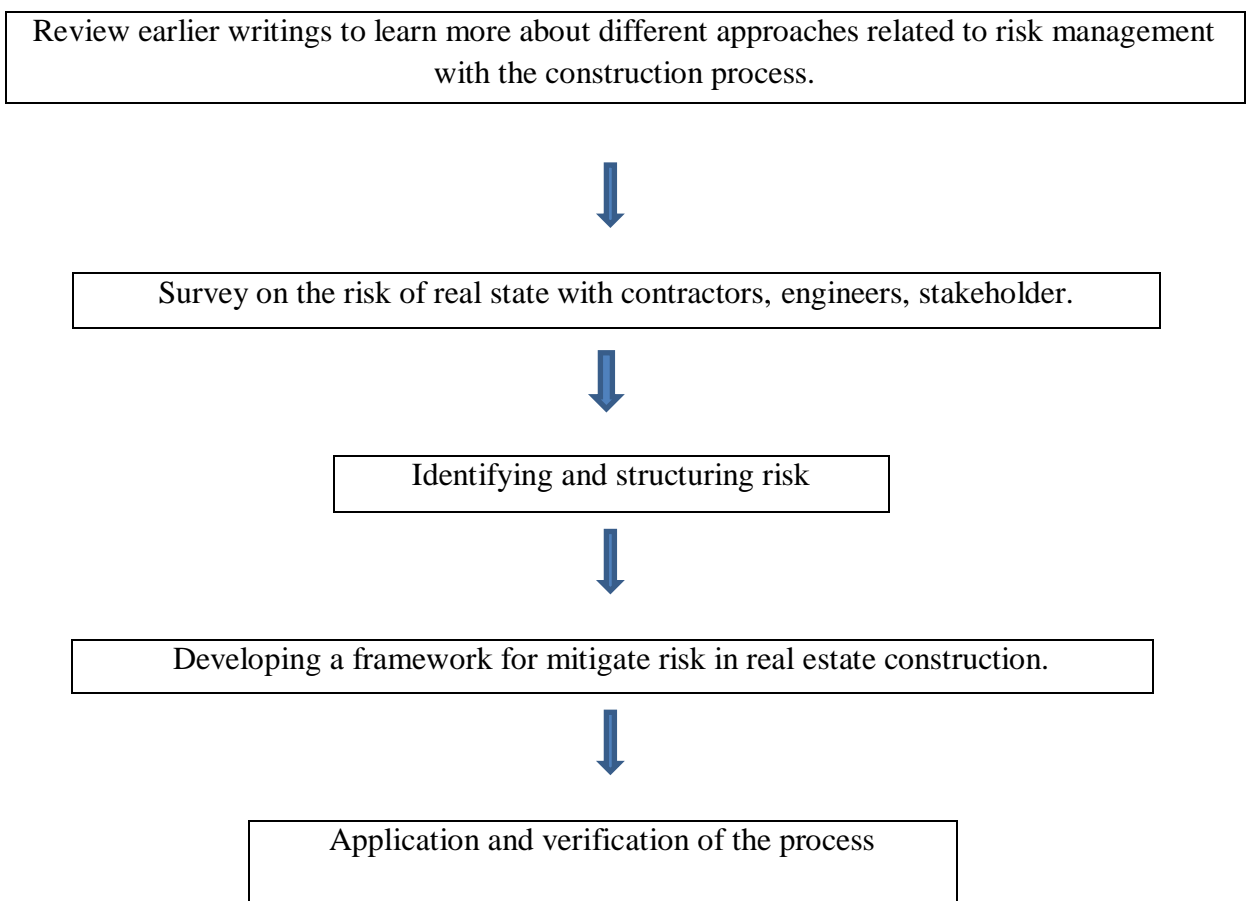 Review earlier writings to learn more about different approaches related to risk management
with the construction process.
Survey on the risk of real state with contractors, engineers, stakeholder.
Identifying and structuring risk
Developing a framework for mitigate risk in real estate construction.
Application and verification of the process